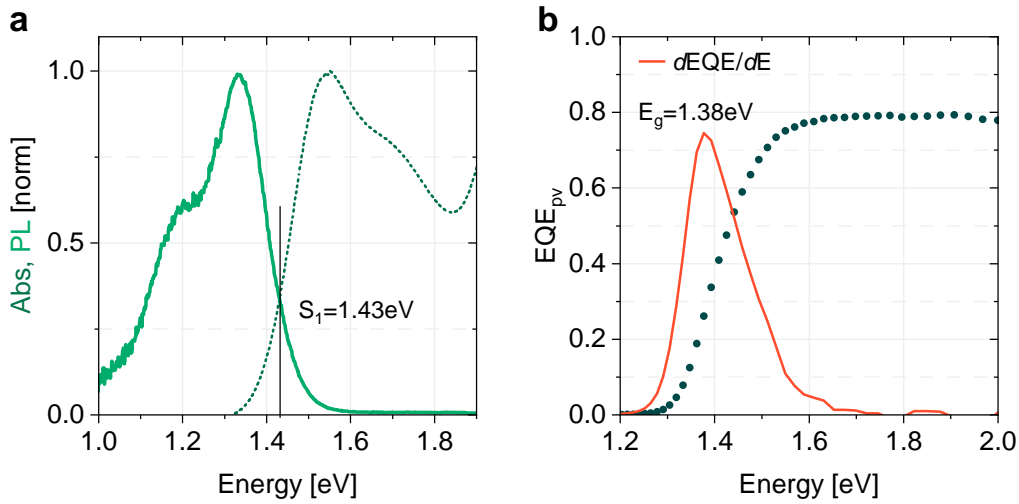 a
Abs, PL [norm]
1.0
0.5
0.0
S₁=1.43eV
1.0 1.2 1.4 1.6 1.8
Energy [eV]
b
EQEpv
1.0
0.8
0.6
0.4
0.2
0.0
dEQE/dE
Eg=1.38eV
1.2 1.4 1.6 1.8 2.0
Energy [eV]